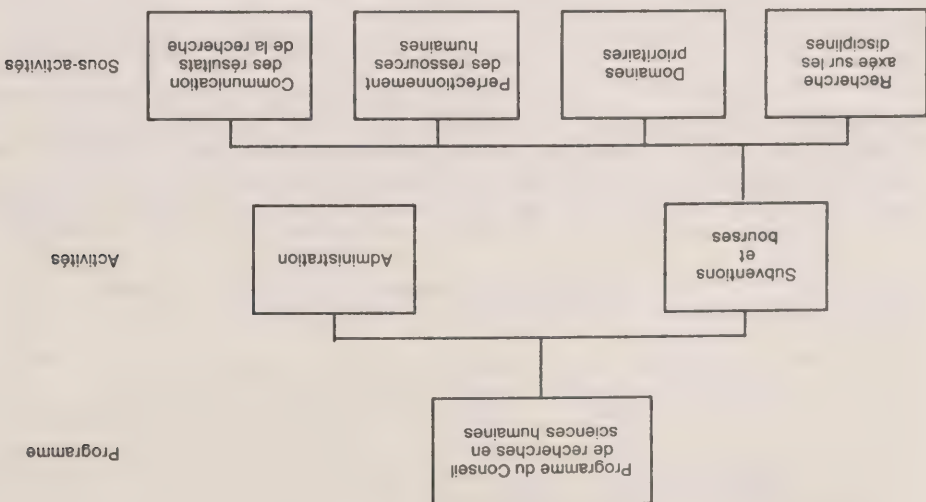 Programme
Programme du Conseil
de recherches en
sciences humaines
Activités
Subventions
et
bourses
Administration
Sous-activités
Recherche
axée sur les
disciplines
Domaines
prioritaires
Perfectionnement
des ressources
humaines
Communication
des résultats
de la recherche